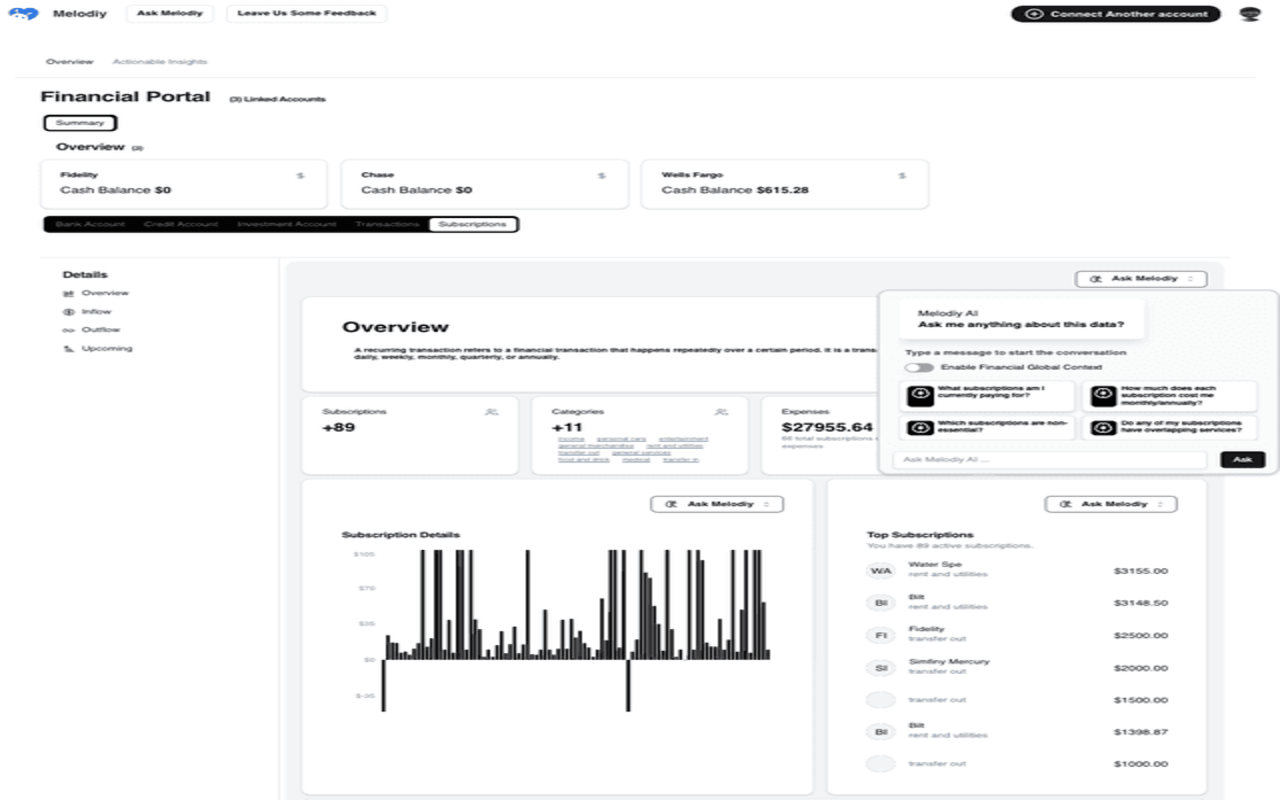 Melodiy
Ask Melodiy
Leave Us Some Feedback
Connect Another account
Overview
Actionable Insights
Financial Portal
(3) Linked Accounts
Summary
Overview (3)
Fidelity
$
Cash Balance $0
Chase
$
Cash Balance $0
Wells Fargo
$
Cash Balance $615.28
Bank Account
Credit Account
Investment Account
Transactions
Subscriptions
Details
Overview
Inflow
Outflow
Upcoming
Ask Melodiy
Overview
A recurring transaction refers to a financial transaction that happens repeatedly over a certain period. It is a trans
daily, weekly, monthly, quarterly, or annually.
Melodiy AI
Ask me anything about this data?
Type a message to start the conversation
Enable Financial Global Context
What subscriptions am I
currently paying for?
How much does each
subscription cost me
monthly/annually?
Which subscriptions are non-
essential?
Do any of my subscriptions
have overlapping services?
Ask Melodiy AI ...
Ask
Subscriptions
+89
Categories
+11
income personal care entertainment
general merchandise rent and utilities
transfer out general services
food and drink medical transfer in
Expenses
$27955.64
66 total subscriptions
expenses
Ask Melodiy
Subscription Details
$105
$70
$35
$0
$-35
Ask Melodiy
Top Subscriptions
You have 89 active subscriptions.
WA
Water Spe
rent and utilities
$3155.00
BI
Bilt
rent and utilities
$3148.50
FI
Fidelity
transfer out
$2500.00
SI
Simfiny Mercury
transfer out
$2000.00
transfer out
$1500.00
BI
Bilt
rent and utilities
$1398.87
transfer out
$1000.00